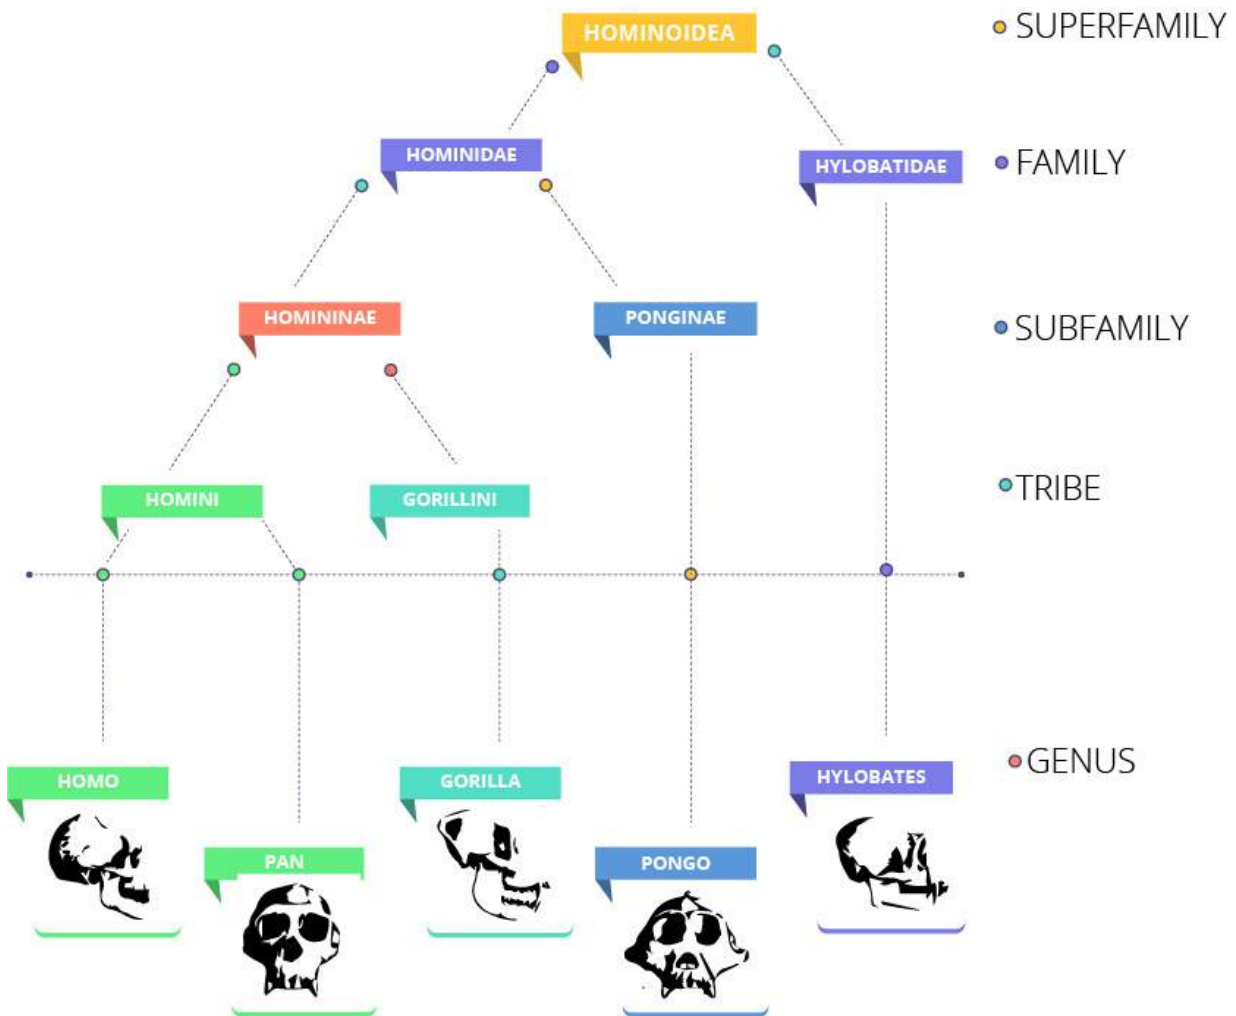 HOMINOIDEA
SUPERFAMILY
HOMINIDAE
HYLOBATIDAE
FAMILY
HOMININAE
PONGINAE
SUBFAMILY
HOMINI
GORILLINI
TRIBE
HOMO
GORILLA
HYLOBATES
GENUS
PAN
PONGO